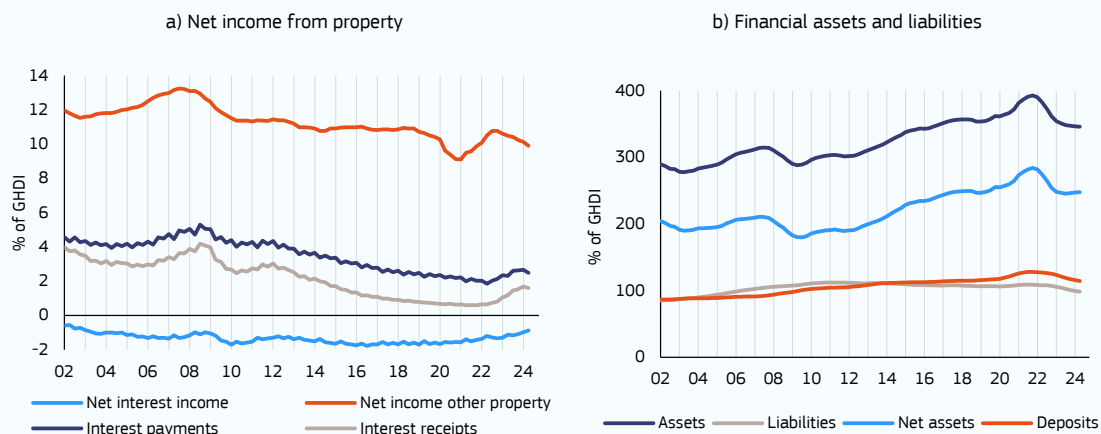 a) Net income from property
14
12
10
8
6
4
2
0
-2
% of GHDI
02 04 06 08 10 12 14 16 18 20 22 24
Net interest income
Net income other property
Interest payments
Interest receipts
b) Financial assets and liabilities
400
300
200
100
0
% of GHDI
02 04 06 08 10 12 14 16 18 20 22 24
Assets Liabilities Net assets Deposits